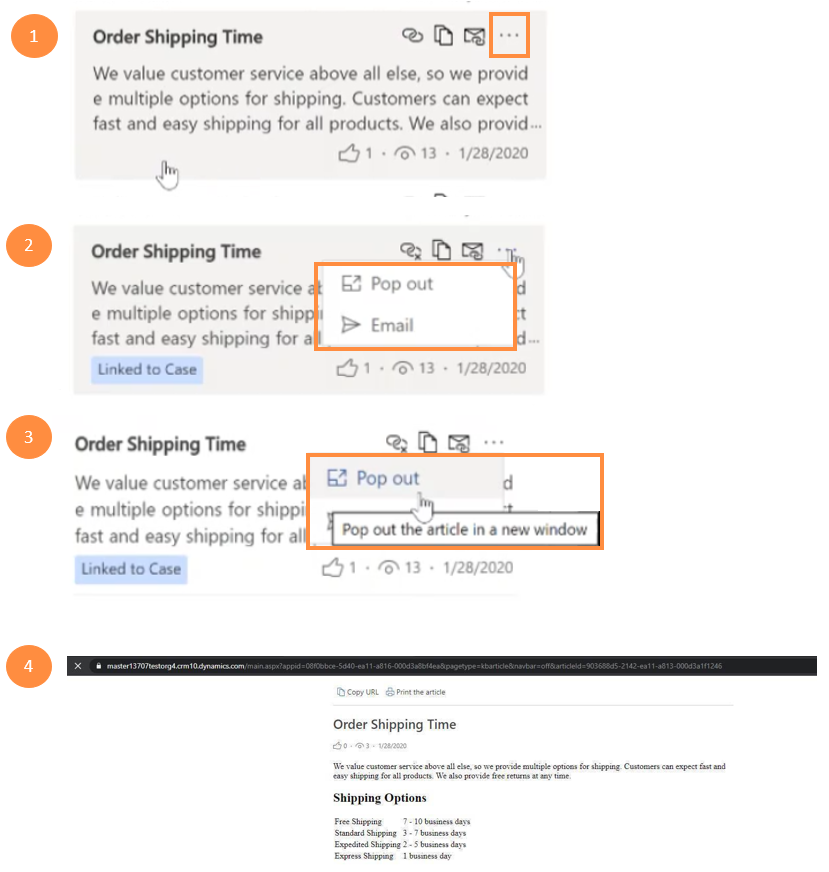 1
Order Shipping Time
...
We value customer service above all else, so we provid
e multiple options for shipping. Customers can expect
fast and easy shipping for all products. We also provid...
1 · 13 · 1/28/2020
2
Order Shipping Time
We value customer service a
Pop out
d
e multiple options for shipp
t
Email
fast and easy shipping for a
d...
Linked to Case
1 · 13 · 1/28/2020
3
Order Shipping Time
...
Pop out
We value customer service a
d
e multiple options for shippi
Pop out the article in a new window
fast and easy shipping for all
Linked to Case
1 · 13 · 1/28/2020
4
master13707testorg4.crm10.dynamics.com/main.aspx?appid=08f0bbce-5d40-ea11-a816-000d3a8bf4ea&pagetype=kbarticle&navbar=off&articleId=903688d5-2142-ea11-a813-000d3a1f1246
Copy URL Print the article
Order Shipping Time
0 · 3 · 1/28/2020
We value customer service above all else, so we provide multiple options for shipping. Customers can expect fast and
easy shipping for all products. We also provide free returns at any time.
Shipping Options
Free Shipping 7 - 10 business days
Standard Shipping 3 - 7 business days
Expedited Shipping 2 - 5 business days
Express Shipping 1 business day